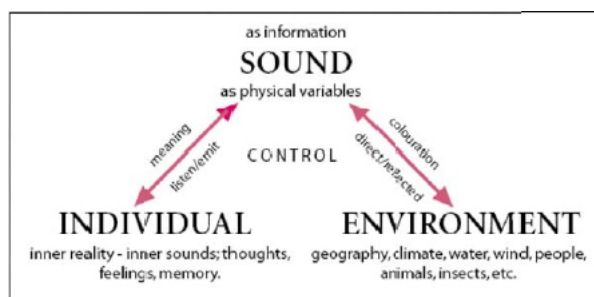 as information
SOUND
as physical variables
meaning
listen/emit
CONTROL
colouration
direct/reflected
INDIVIDUAL
inner reality - inner sounds; thoughts,
feelings, memory.
ENVIRONMENT
geography, climate, water, wind, people,
animals, insects, etc.